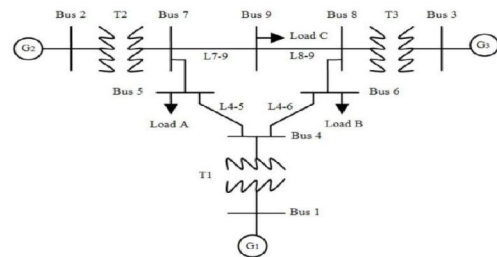 Bus 2 T2 Bus 7 Bus 9 Bus 8 T3 Bus 3
Load C
G2 G3
L7-9 L8-9
Bus 5 Bus 6
L4-5 L4-6
Load A Load B
Bus 4
T1
Bus 1
G1